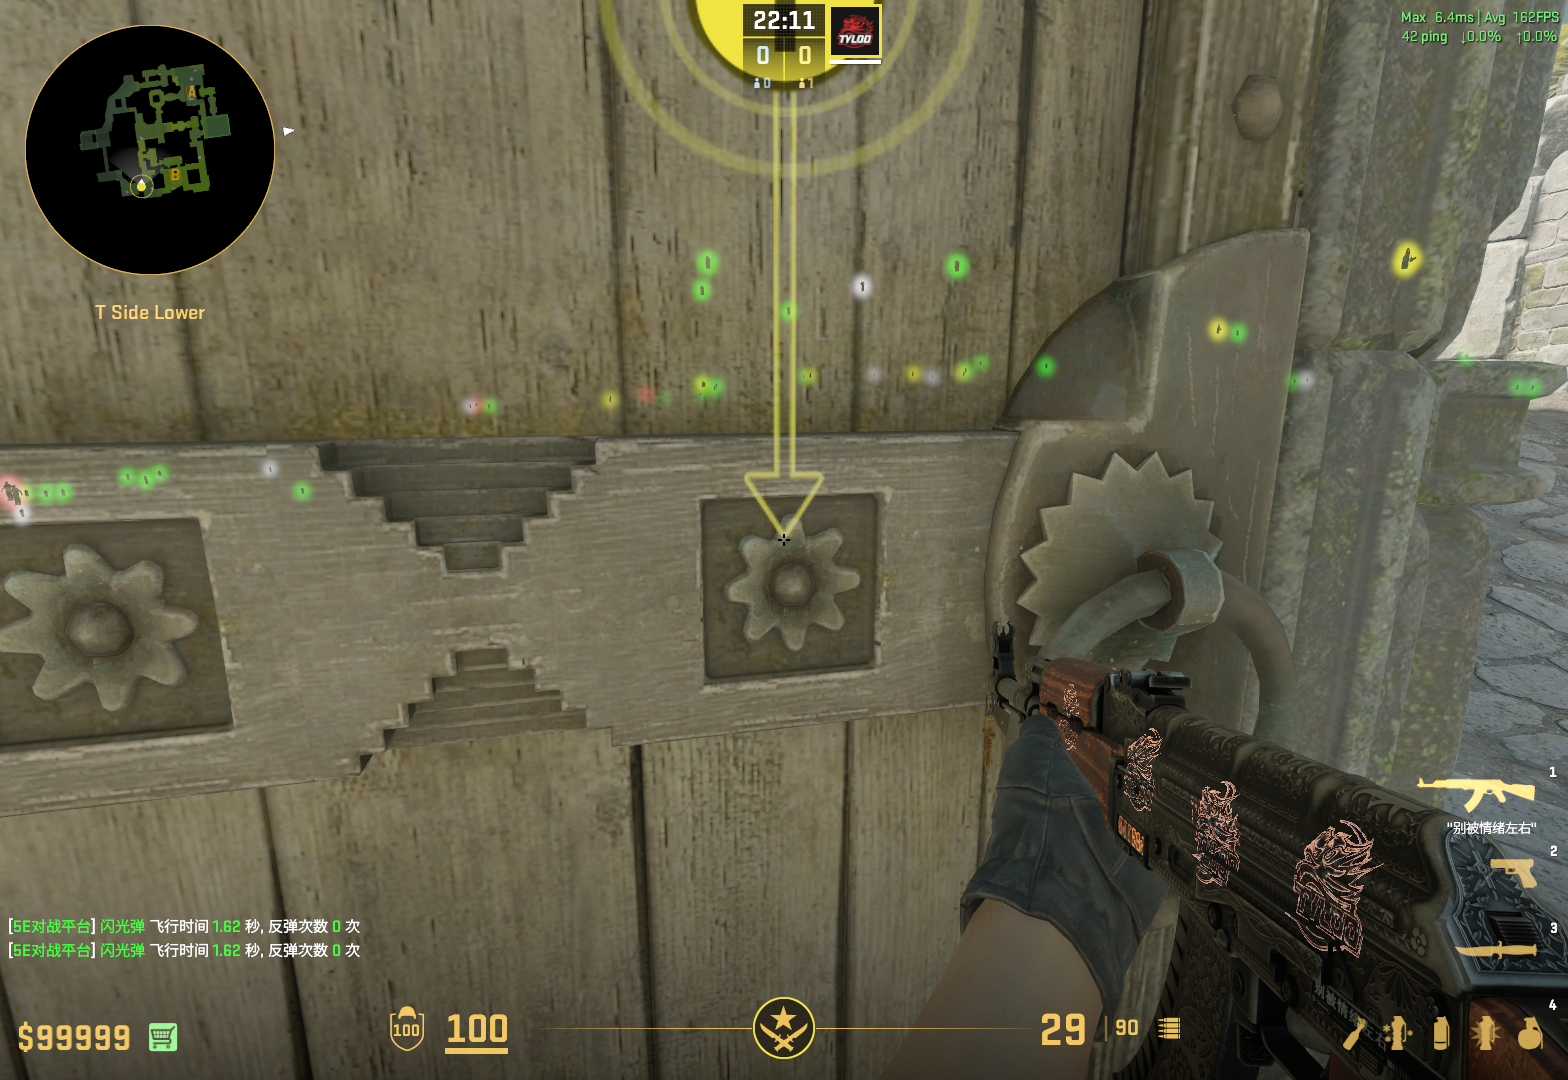 22:11
0 0
0 1
TYLOO
Max 6.4ms | Avg 162FPS
42 ping ↓0.0% ↑0.0%
A
B
T Side Lower
1
"别被情绪左右"
2
3
4
[5E对战平台] 闪光弹 飞行时间 1.62 秒, 反弹次数 0 次
[5E对战平台] 闪光弹 飞行时间 1.62 秒, 反弹次数 0 次
$99999
100
100
29 | 90